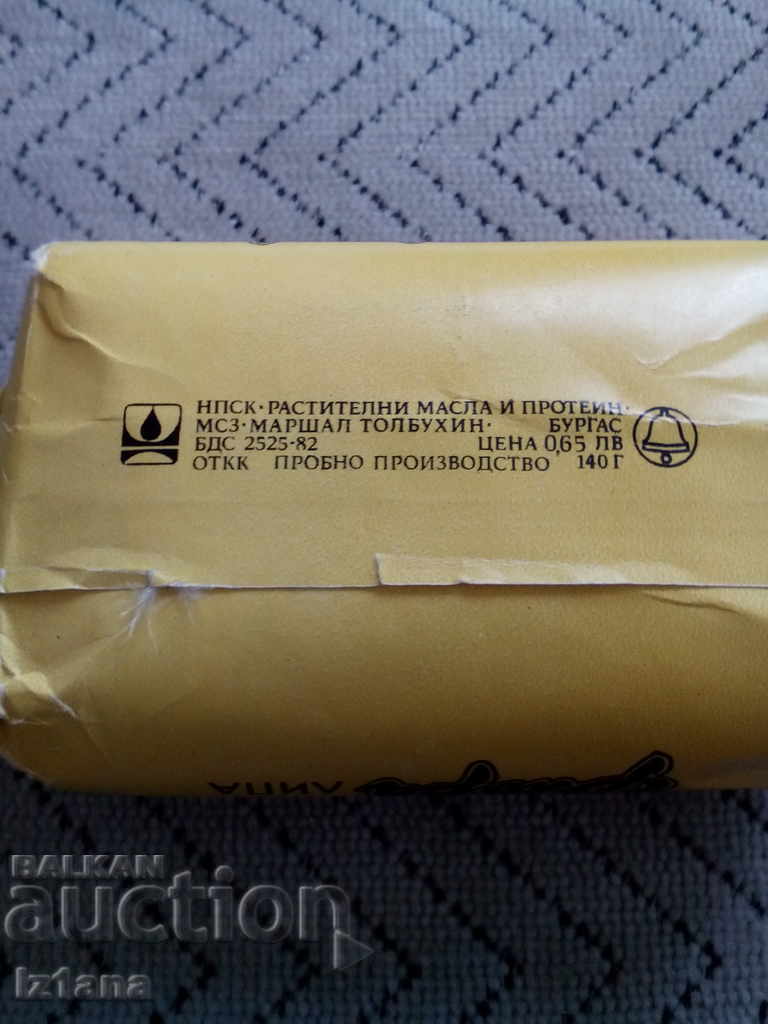 НПСК · РАСТИТЕЛНИ МАСЛА И ПРОТЕИН ·
МСЗ · МАРШАЛ ТОЛБУХИН · БУРГАС
БДС 2525-82 ЦЕНА 0,65 ЛВ
ОТКК ПРОБНО ПРОИЗВОДСТВО 140 Г
ЛИПА
BALKAN
auction
Iz1ana